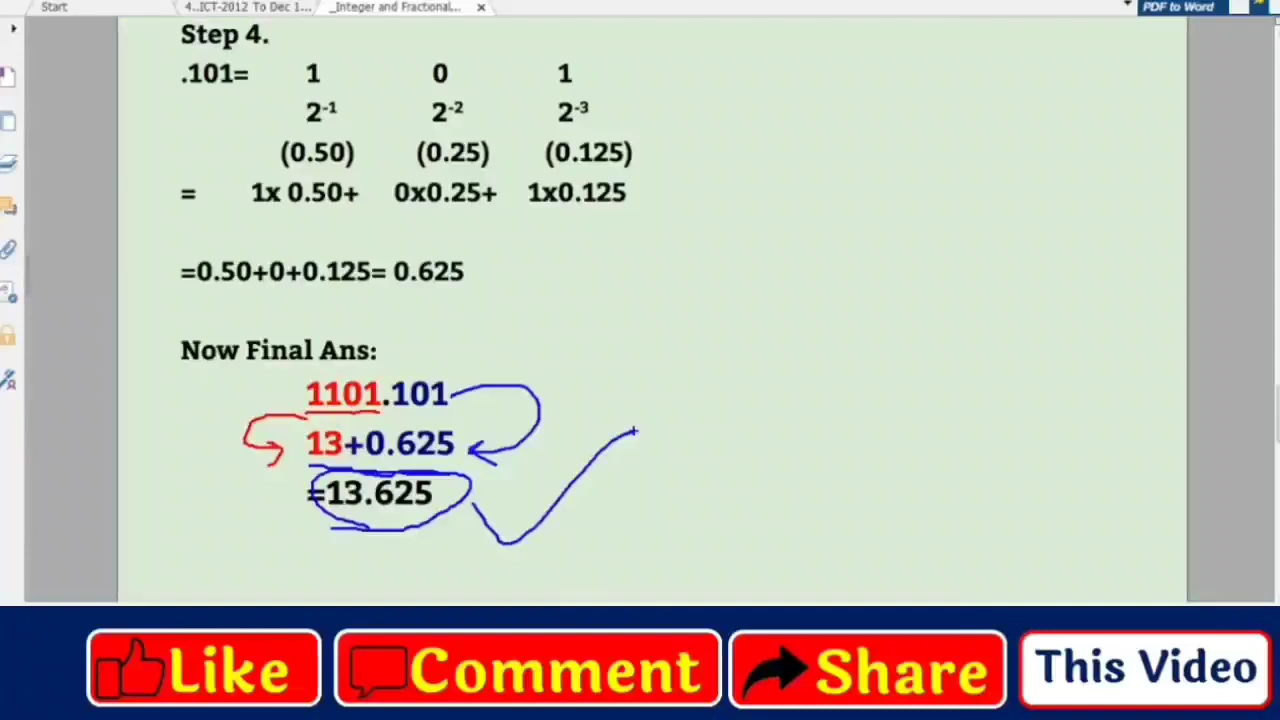 Start 4..ICT-2012 To Dec 1... _Integer and Fractional... × PDF to Word
Step 4.
.101= 1 0 1
2⁻¹ 2⁻² 2⁻³
(0.50) (0.25) (0.125)
= 1x 0.50+ 0x0.25+ 1x0.125
=0.50+0+0.125= 0.625
Now Final Ans:
1101.101
13+0.625
=13.625
Like Comment Share This Video